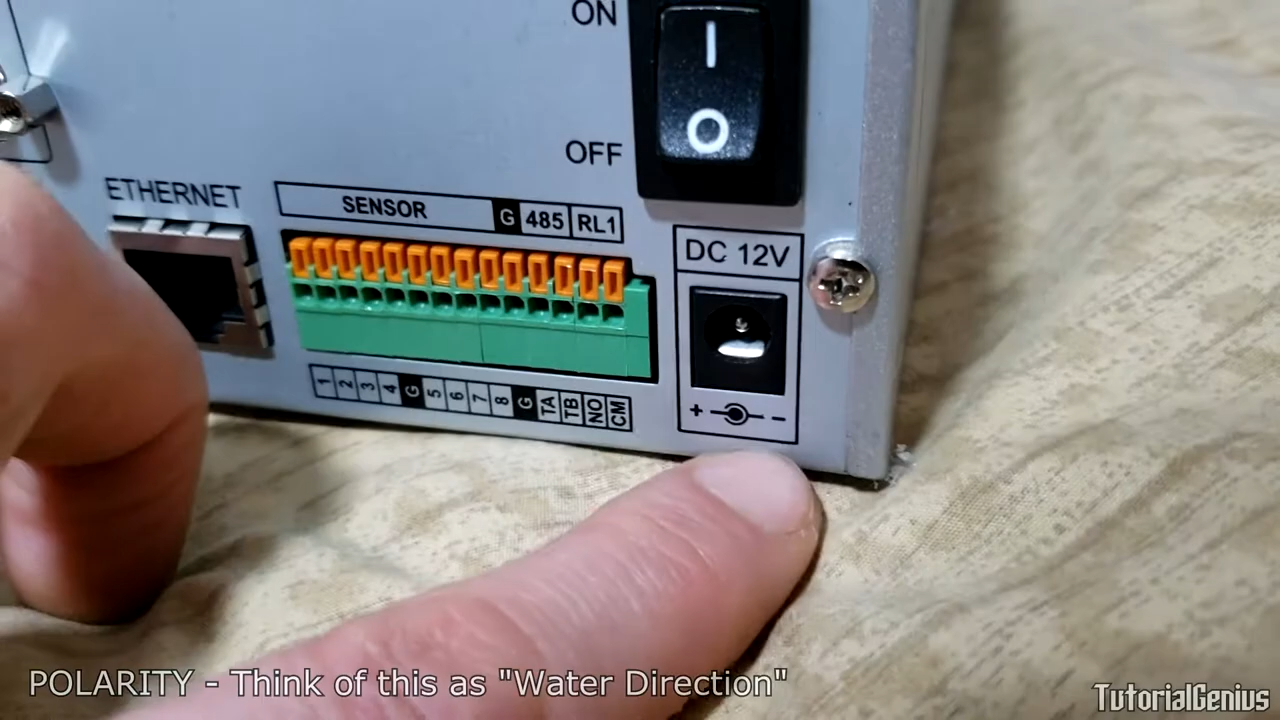 ON
I
O
OFF
ETHERNET
SENSOR G 485 RL1
DC 12V
1 2 3 4 G 5 6 7 8 G TA TB NO CM
+ -
POLARITY - Think of this as "Water Direction"
TutorialGenius